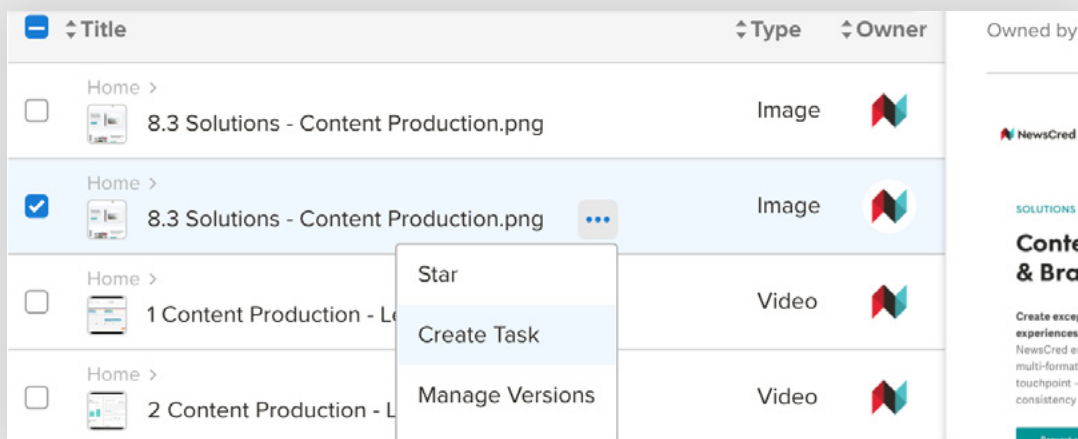 Title Type Owner
Home >
8.3 Solutions - Content Production.png Image
Home >
8.3 Solutions - Content Production.png Image
Home >
1 Content Production - Video
Home >
2 Content Production - L Video
Star
Create Task
Manage Versions
Owned by
NewsCred
SOLUTIONS
Conte
& Bra
Create excep
experiences
NewsCred e
multi-format
touchpoint -
consistency